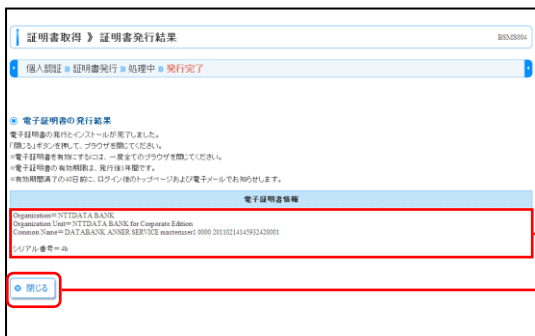 証明書取得 》証明書発行結果
BSMS004
個人認証 » 証明書発行 » 処理中 » 発行完了
電子証明書の発行結果
電子証明書の発行とインストールが完了しました。
「閉じる」ボタンを押して、ブラウザを閉じてください。
※電子証明書を有効にするには、一度全てのブラウザを閉じてください。
※電子証明書の有効期限は、発行後1年間です。
※有効期間満了の40日前に、ログイン後のトップページおよび電子メールでお知らせします。
電子証明書情報
Organization=NTTDATA BANK
Organization Unit=NTTDATA BANK for Corporate Edition
Common Name=DATABANK ANSER SERVICE masteruser1 0000 20110214145932420001
シリアル番号=4b
閉じる